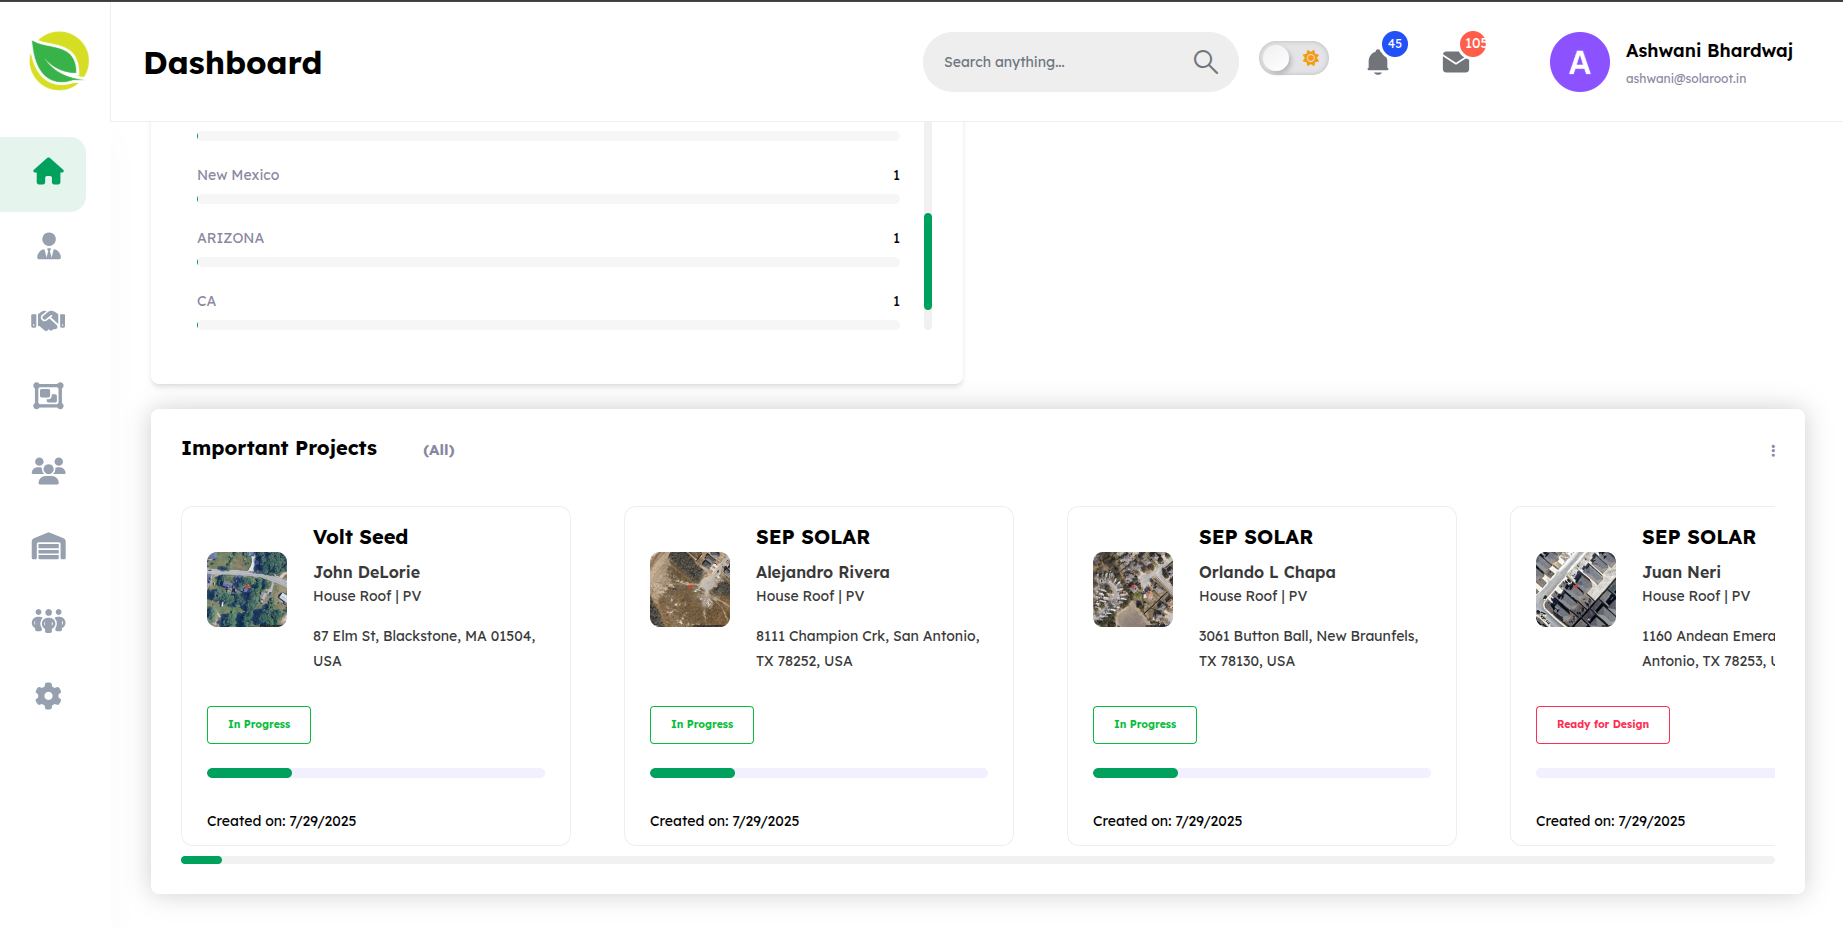 Dashboard
Search anything...
45
105
A
Ashwani Bhardwaj
ashwani@solaroot.in
New Mexico 1
ARIZONA 1
CA 1
Important Projects (All)
Volt Seed
John DeLorie
House Roof | PV
87 Elm St, Blackstone, MA 01504,
USA
In Progress
Created on: 7/29/2025
SEP SOLAR
Alejandro Rivera
House Roof | PV
8111 Champion Crk, San Antonio,
TX 78252, USA
In Progress
Created on: 7/29/2025
SEP SOLAR
Orlando L Chapa
House Roof | PV
3061 Button Ball, New Braunfels,
TX 78130, USA
In Progress
Created on: 7/29/2025
SEP SOLAR
Juan Neri
House Roof | PV
1160 Andean Emera
Antonio, TX 78253,
Ready for Design
Created on: 7/29/2025